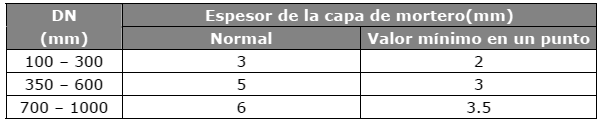 DN
(mm)
Espesor de la capa de mortero(mm)
Normal
Valor mínimo en un punto
100 – 300
3
2
350 – 600
5
3
700 – 1000
6
3.5